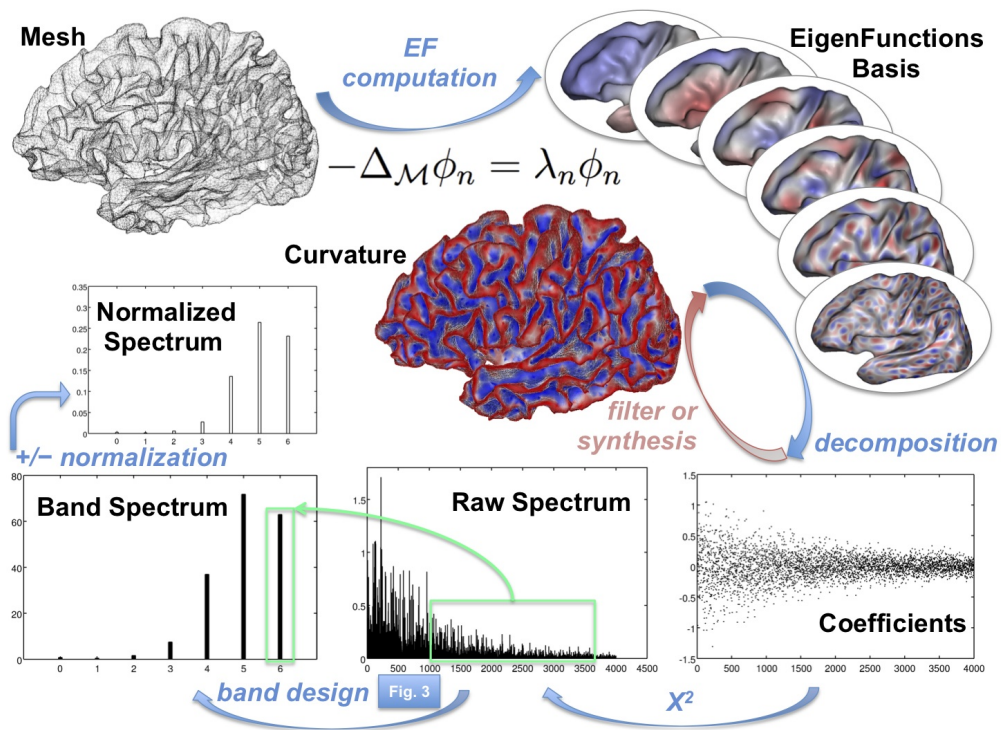 Mesh
EF
computation
EigenFunctions
Basis
−Δ_M ϕ_n = λ_n ϕ_n
Curvature
Normalized
Spectrum
0.35
0.3
0.25
0.2
0.15
0.1
0.05
0
0 1 2 3 4 5 6
filter or
synthesis
decomposition
+/− normalization
Band Spectrum
80
60
40
20
0
0 1 2 3 4 5 6
Raw Spectrum
1.5
1
0.5
0
0 500 1000 1500 2000 2500 3000 3500 4000 4500
Coefficients
1.5
1
0.5
0
-0.5
-1
-1.5
0 500 1000 1500 2000 2500 3000 3500 4000
band design
Fig. 3
X²